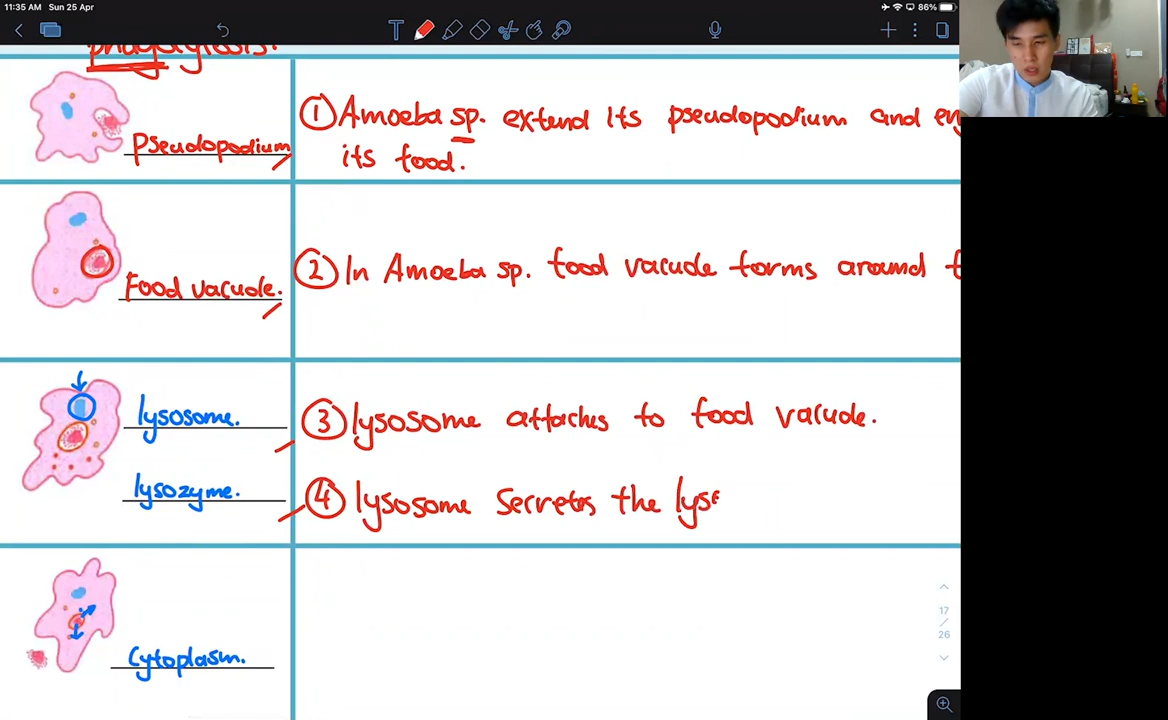 11:35 AM Sun 25 Apr
86%
phagocytosis.
Pseudopodium
① Amoeba sp. extend its pseudopodium and
its food.
Food vacuole.
② In Amoeba sp. food vacuole forms around
lysosome.
③ lysosome attaches to food vacuole.
lysozyme.
④ lysosome secretes the lys
17
/
26
Cytoplasm.